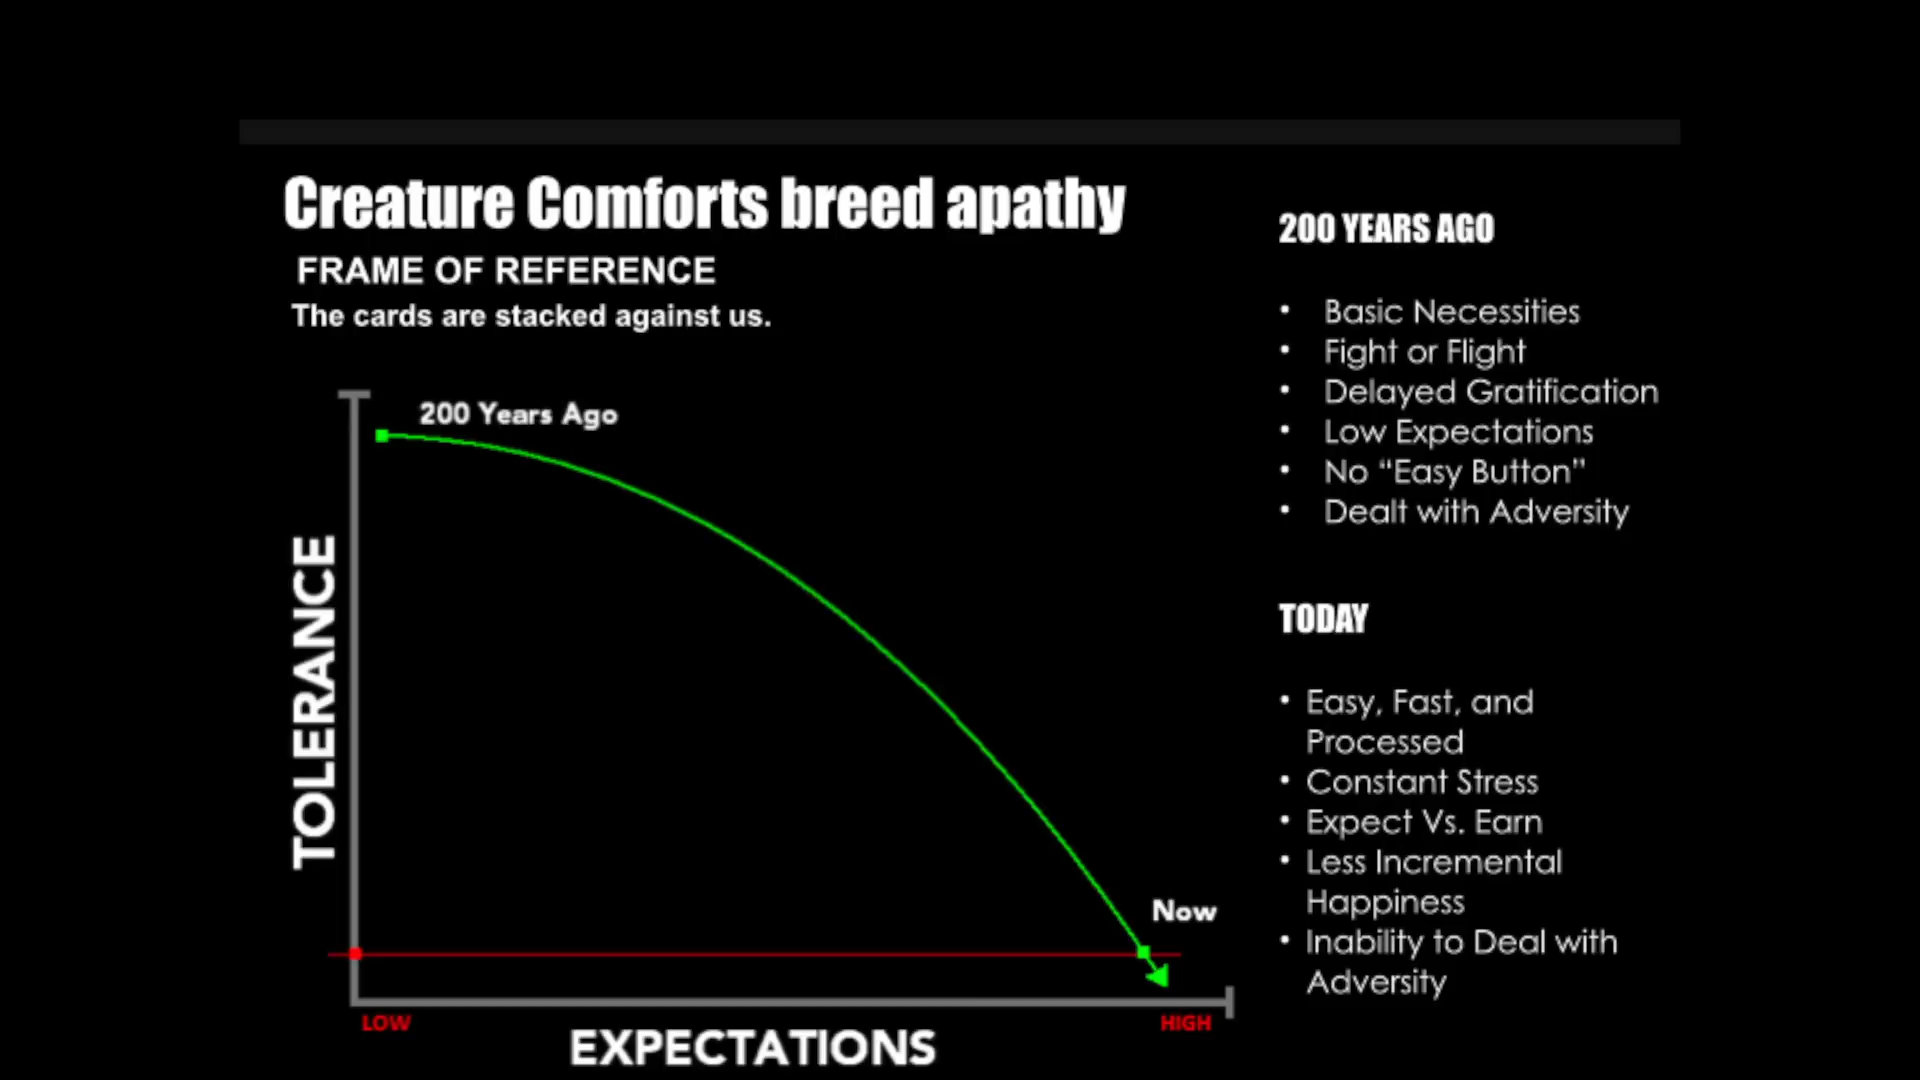 Creature Comforts breed apathy
FRAME OF REFERENCE
The cards are stacked against us.
200 Years Ago
TOLERANCE
Now
LOW
HIGH
EXPECTATIONS
200 YEARS AGO
• Basic Necessities
• Fight or Flight
• Delayed Gratification
• Low Expectations
• No “Easy Button”
• Dealt with Adversity
TODAY
• Easy, Fast, and
Processed
• Constant Stress
• Expect Vs. Earn
• Less Incremental
Happiness
• Inability to Deal with
Adversity